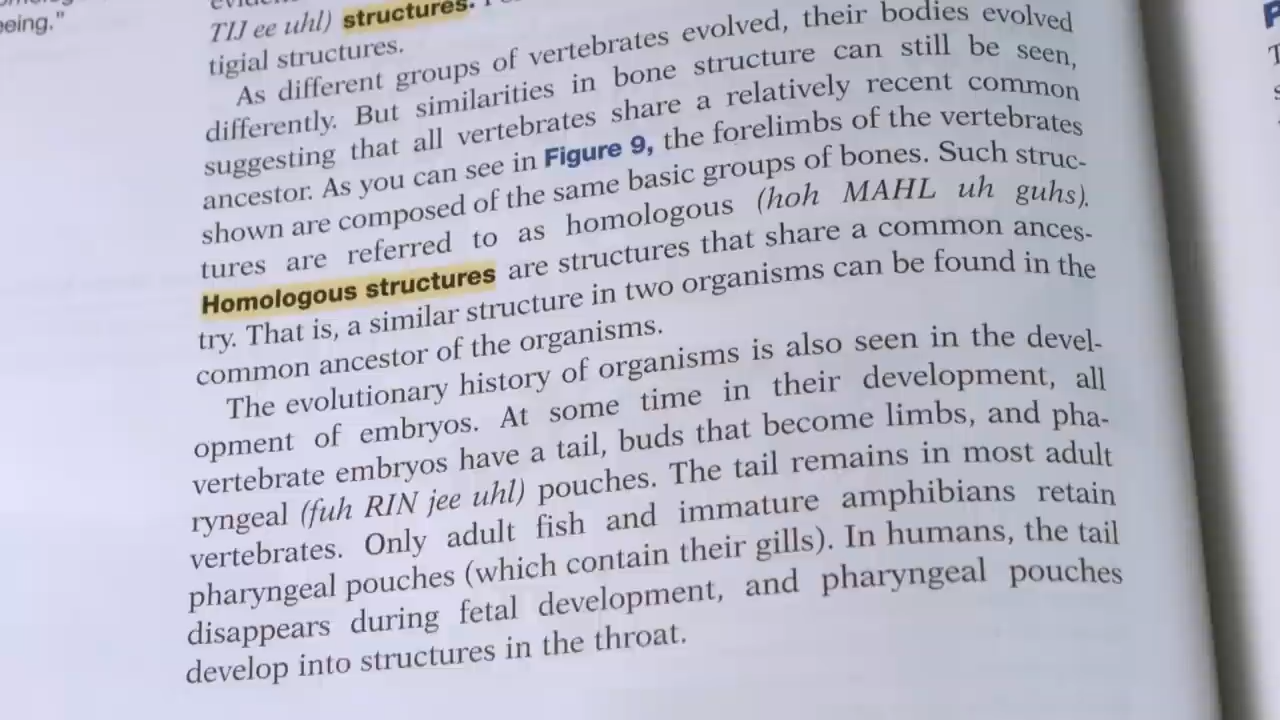 eeing."
TIJ ee uhl) structures.
tigial structures.
As different groups of vertebrates evolved, their bodies evolved
differently. But similarities in bone structure can still be seen,
suggesting that all vertebrates share a relatively recent common
ancestor. As you can see in Figure 9, the forelimbs of the vertebrates
shown are composed of the same basic groups of bones. Such struc-
tures are referred to as homologous (hoh MAHL uh guhs).
Homologous structures are structures that share a common ances-
try. That is, a similar structure in two organisms can be found in the
common ancestor of the organisms.
The evolutionary history of organisms is also seen in the devel-
opment of embryos. At some time in their development, all
vertebrate embryos have a tail, buds that become limbs, and pha-
ryngeal (fuh RIN jee uhl) pouches. The tail remains in most adult
vertebrates. Only adult fish and immature amphibians retain
pharyngeal pouches (which contain their gills). In humans, the tail
disappears during fetal development, and pharyngeal pouches
develop into structures in the throat.